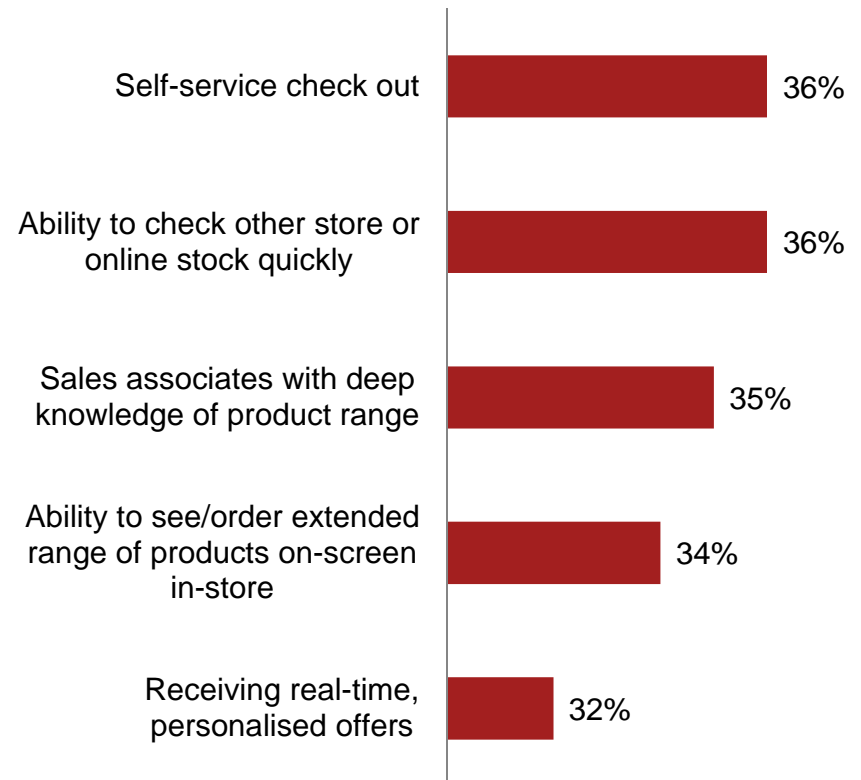 Self-service check out
36%
Ability to check other store or
online stock quickly
36%
Sales associates with deep
knowledge of product range
35%
Ability to see/order extended
range of products on-screen
in-store
34%
Receiving real-time,
personalised offers
32%